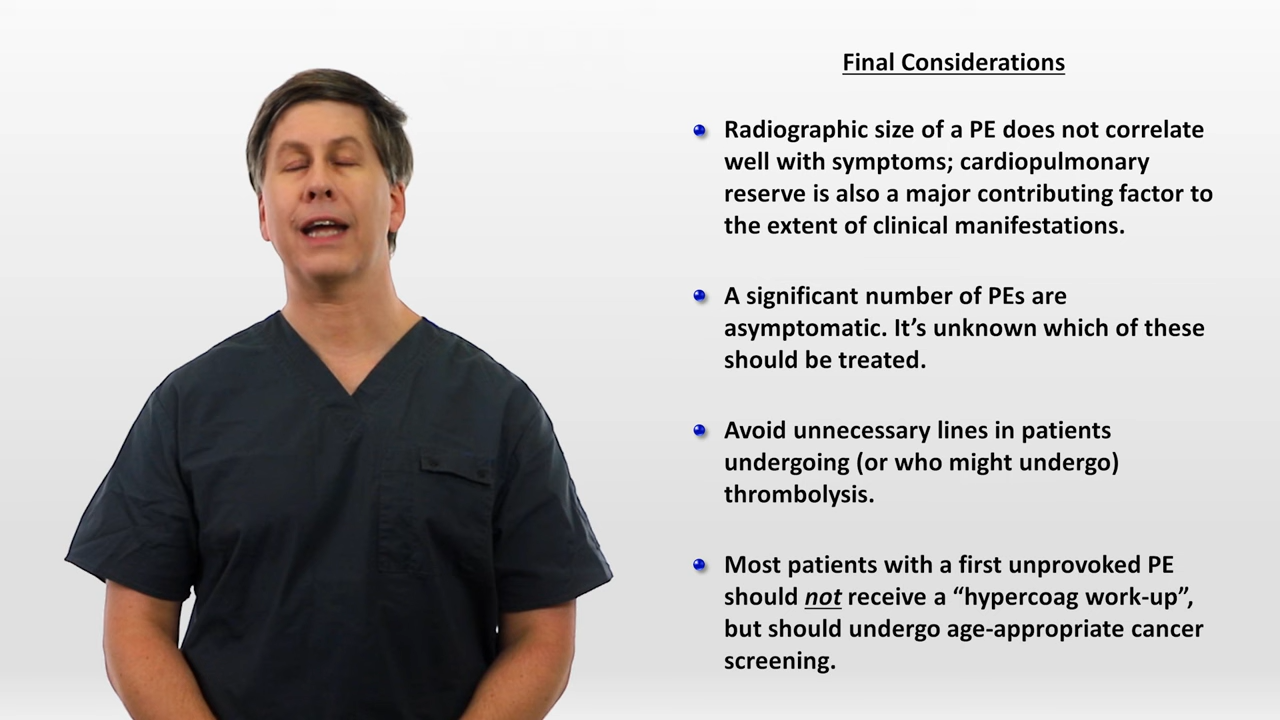 Final Considerations
Radiographic size of a PE does not correlate
well with symptoms; cardiopulmonary
reserve is also a major contributing factor to
the extent of clinical manifestations.
A significant number of PEs are
asymptomatic. It’s unknown which of these
should be treated.
Avoid unnecessary lines in patients
undergoing (or who might undergo)
thrombolysis.
Most patients with a first unprovoked PE
should not receive a “hypercoag work-up”,
but should undergo age-appropriate cancer
screening.